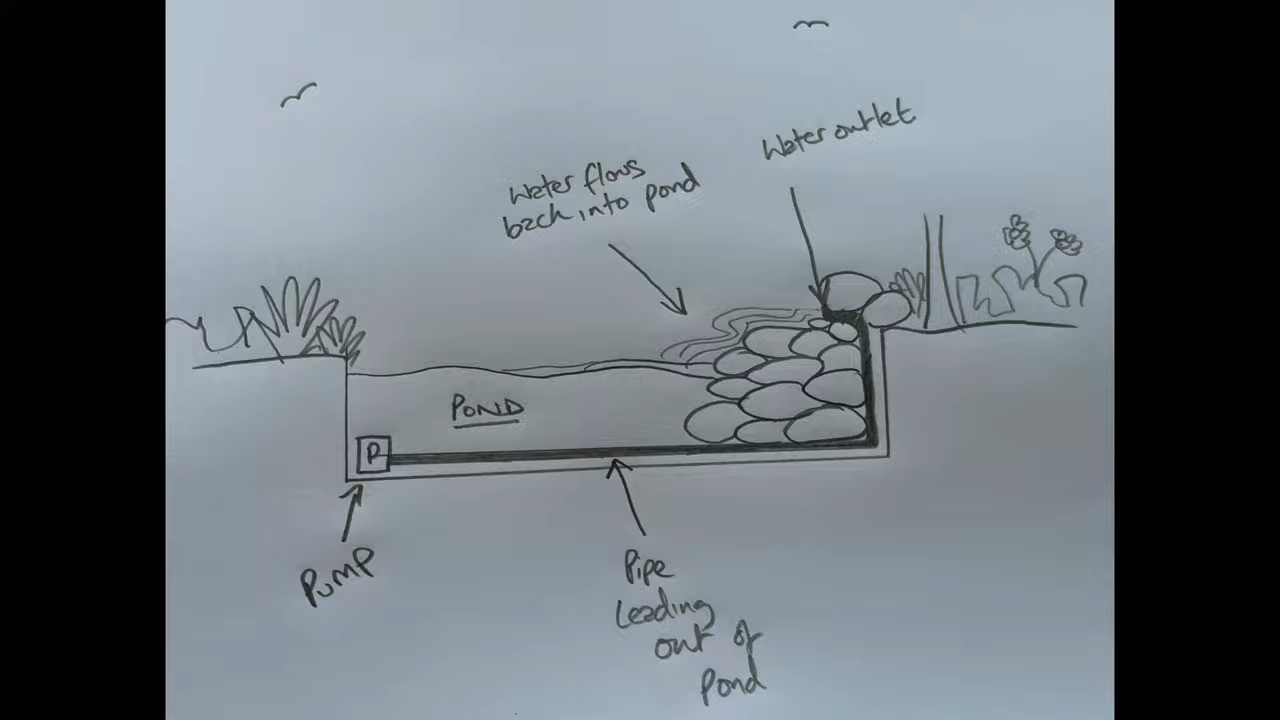 Water outlet
Water flows
back into pond
POND
P
PUMP
Pipe
Leading
out of
pond